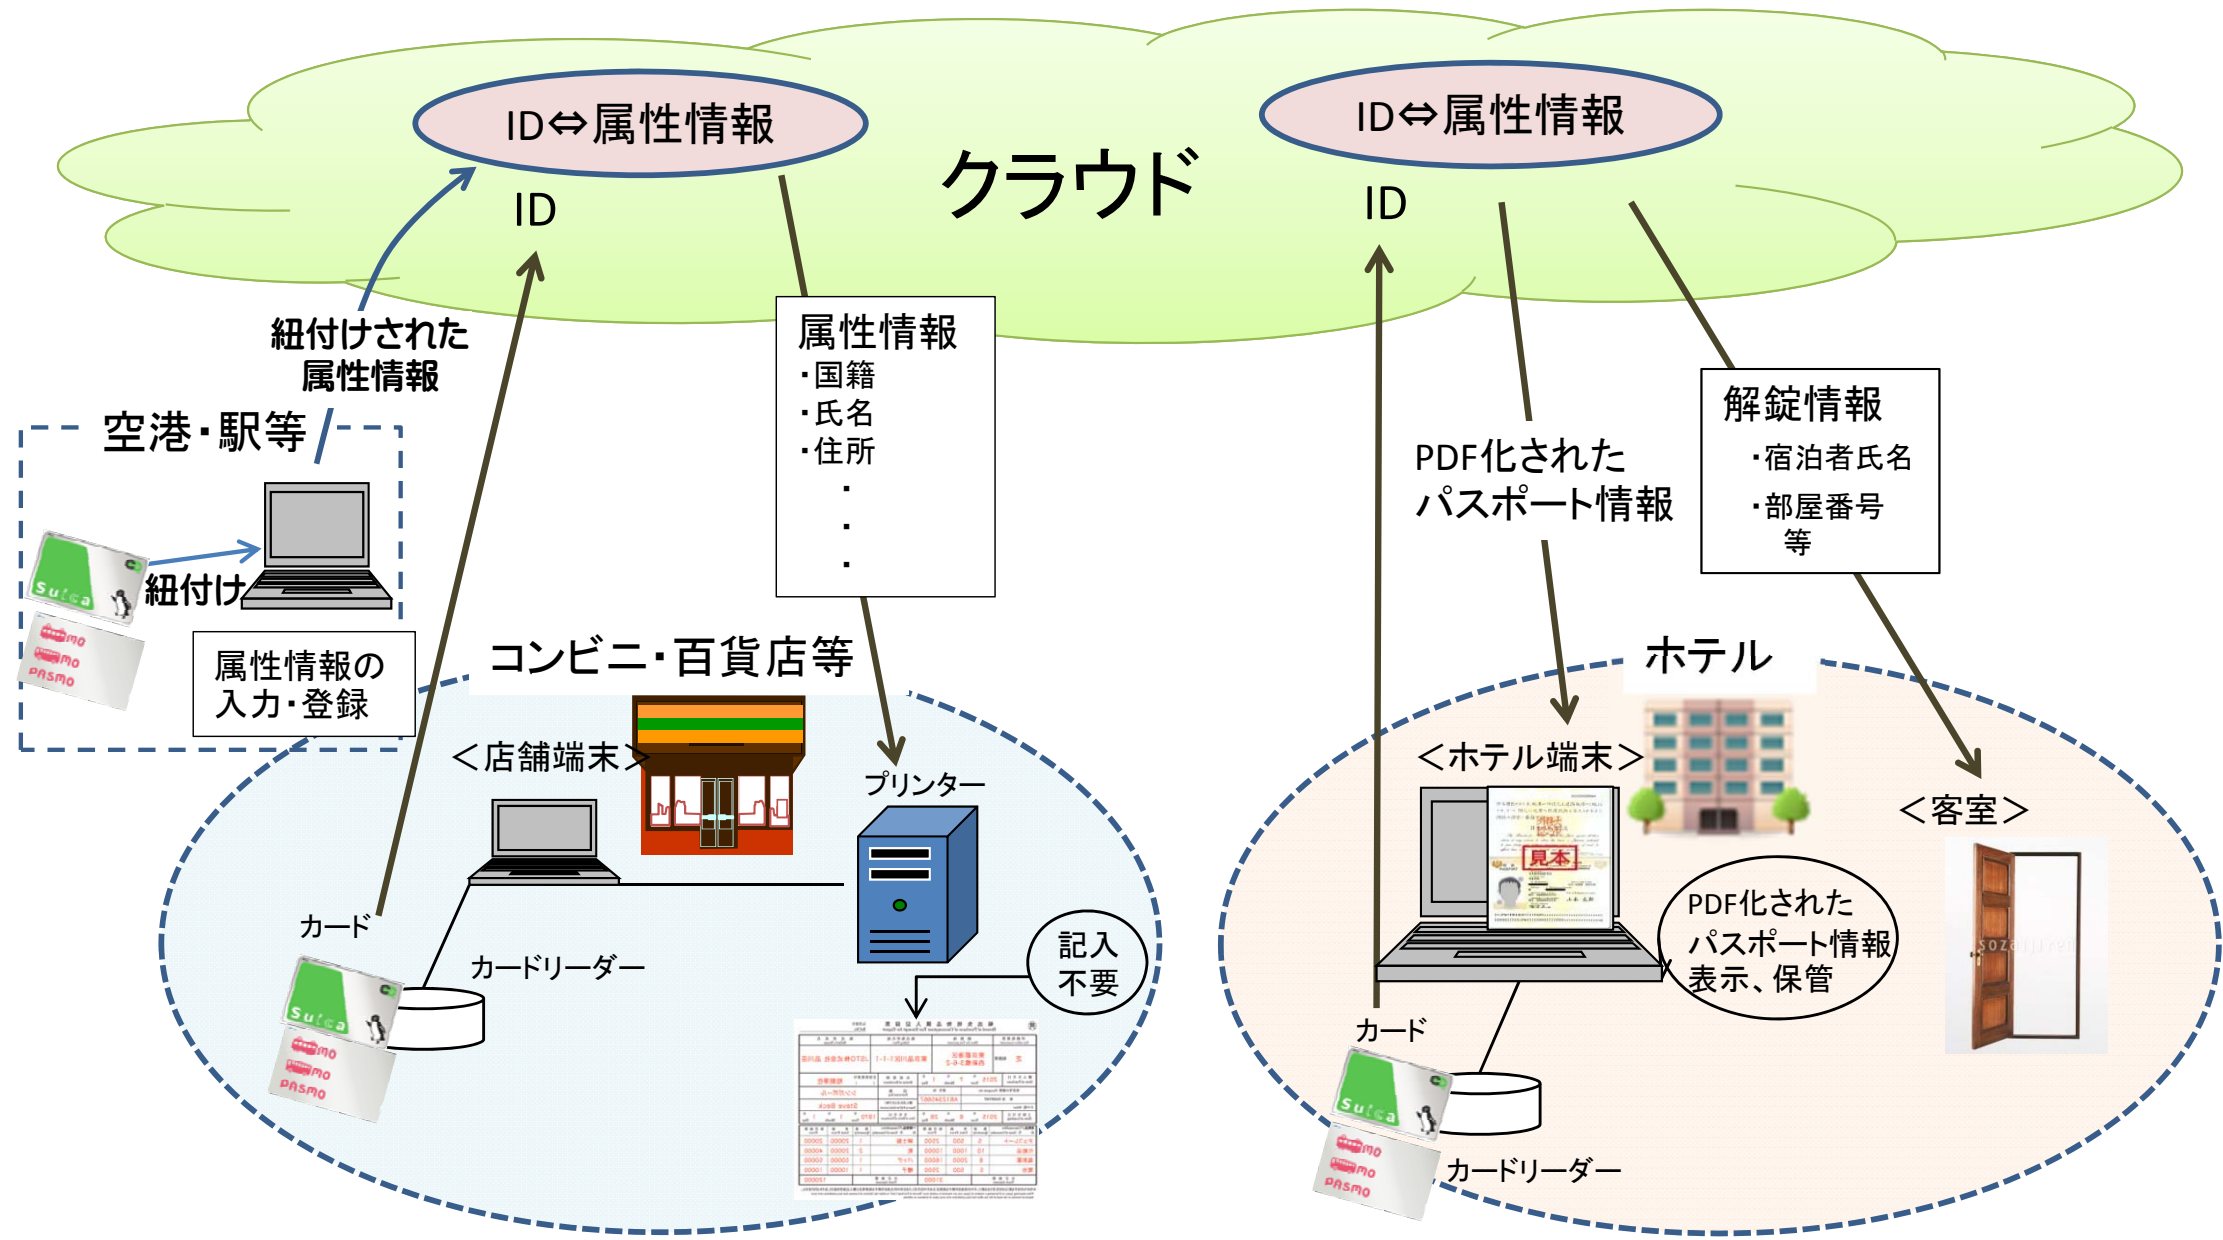 ID⇔属性情報
ID⇔属性情報
クラウド
ID
ID
紐付けされた
属性情報
属性情報
・国籍
・氏名
・住所
・
・
・
解錠情報
・宿泊者氏名
・部屋番号
等
PDF化された
パスポート情報
空港・駅等
Suica
紐付け
PASMO
属性情報の
入力・登録
コンビニ・百貨店等
＜店舗端末＞
プリンター
カード
カードリーダー
Suica
PASMO
記入
不要
ホテル
＜ホテル端末＞
見本
＜客室＞
PDF化された
パスポート情報
表示、保管
カード
Suica
PASMO
カードリーダー